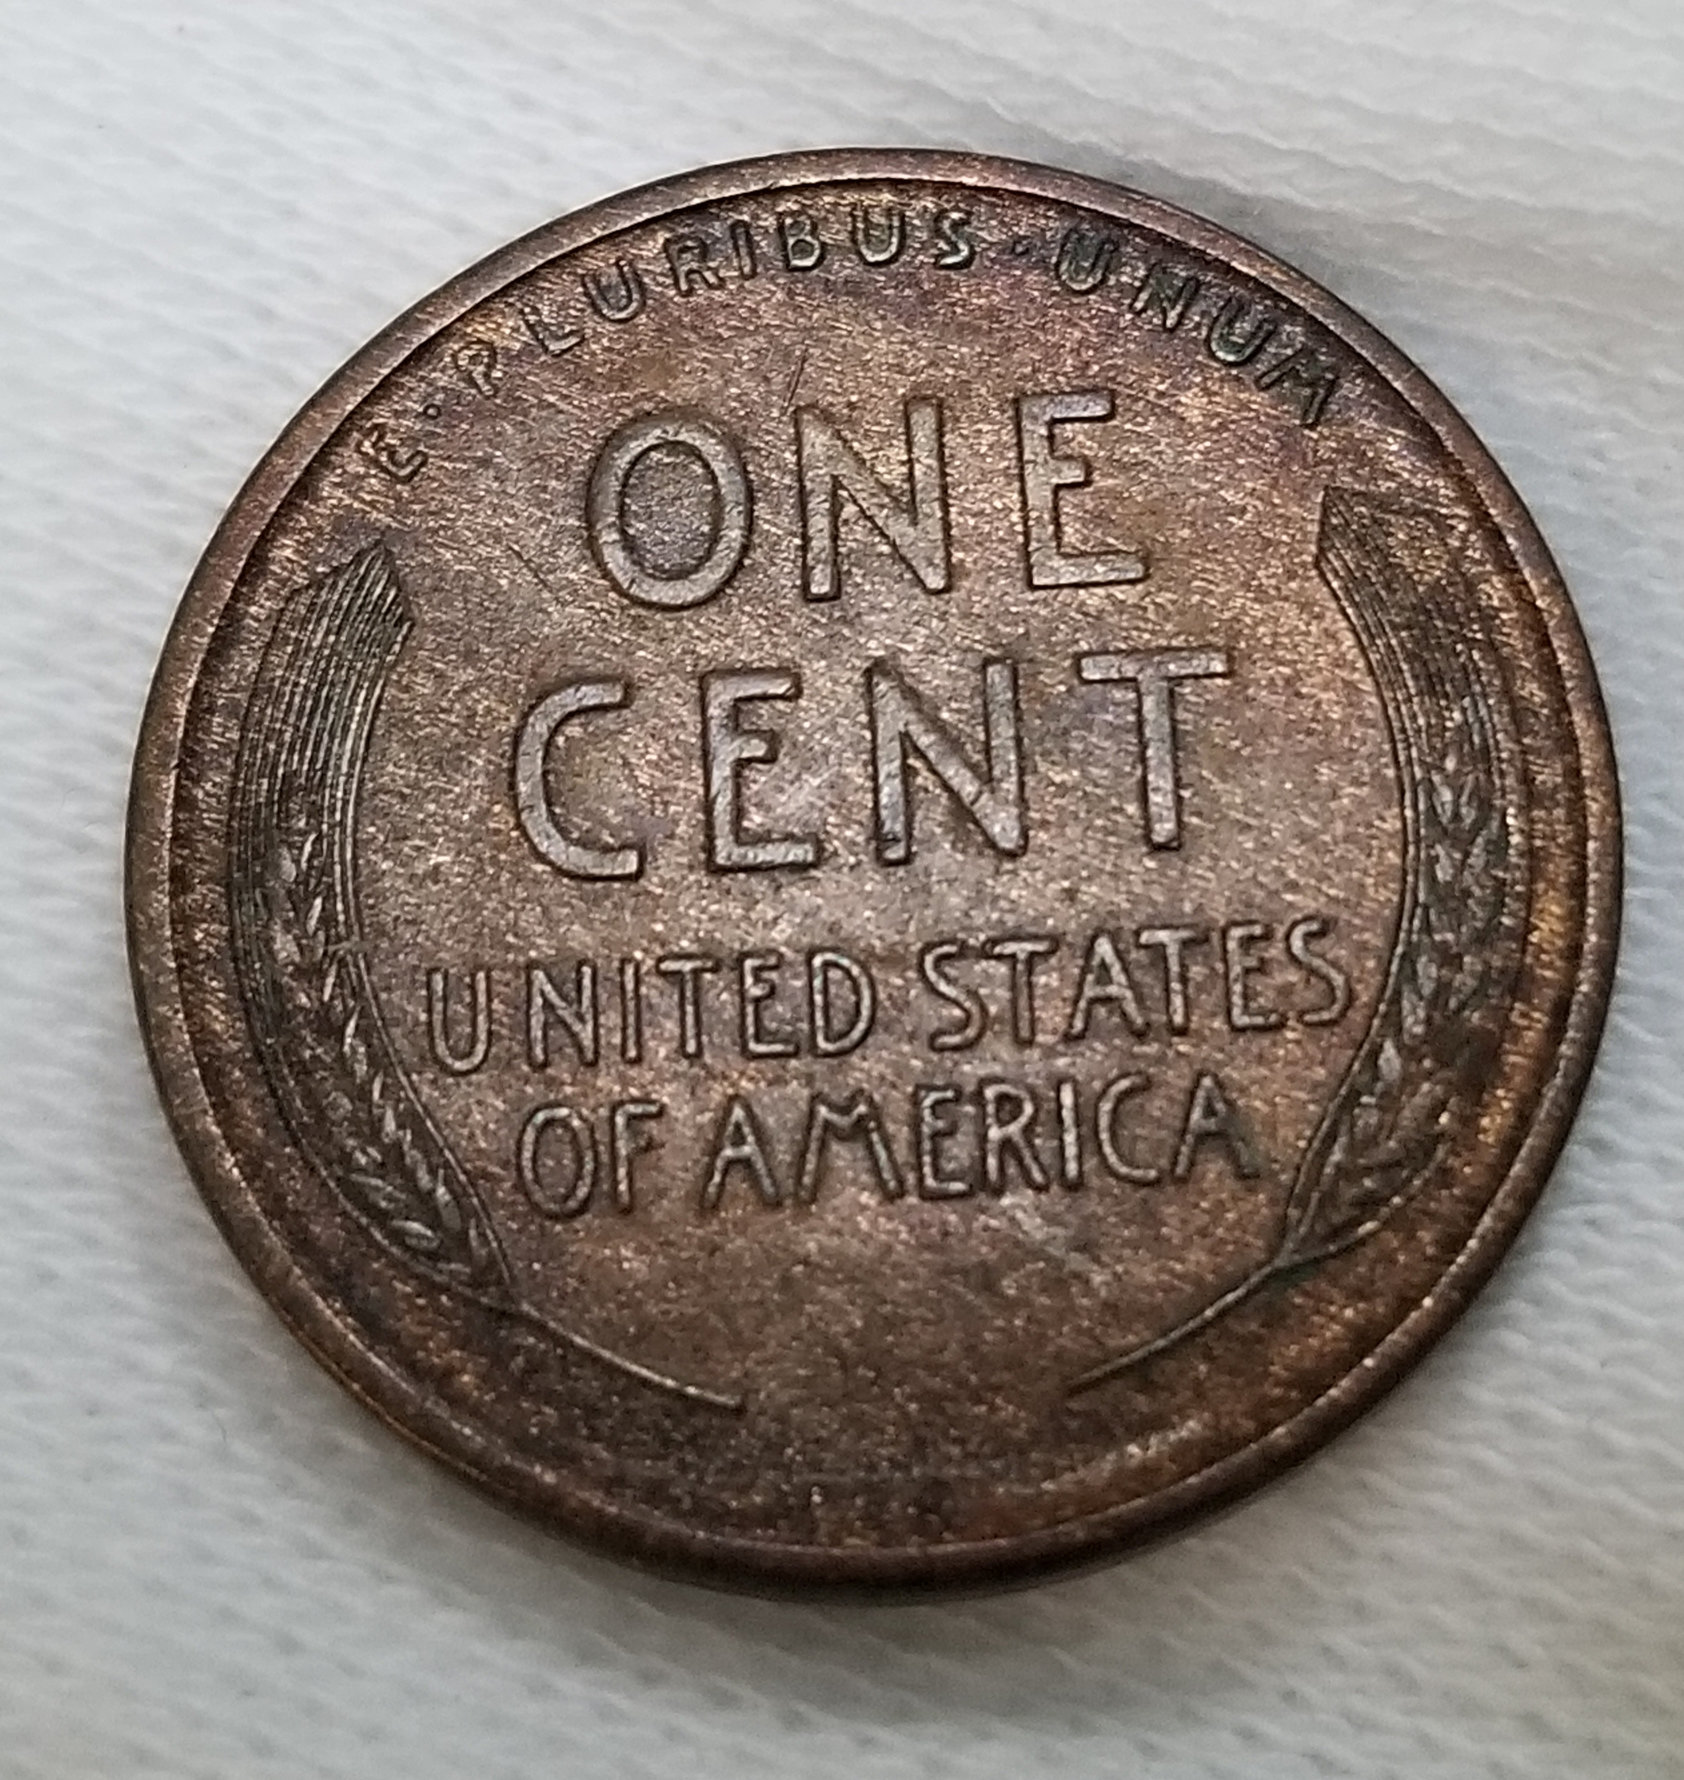 E·PLURIBUS·UNUM
ONE
CENT
UNITED STATES
OF AMERICA